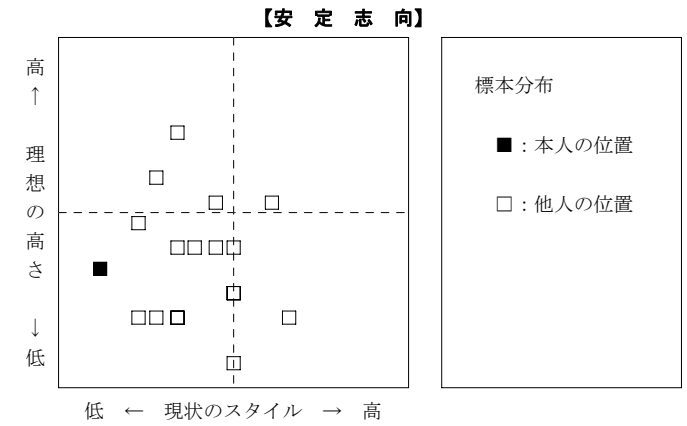 【安　定　志　向】
高
↑
理
想
の
高
さ
↓
低
標本分布
■：本人の位置
□：他人の位置
低　←　現状のスタイル　→　高